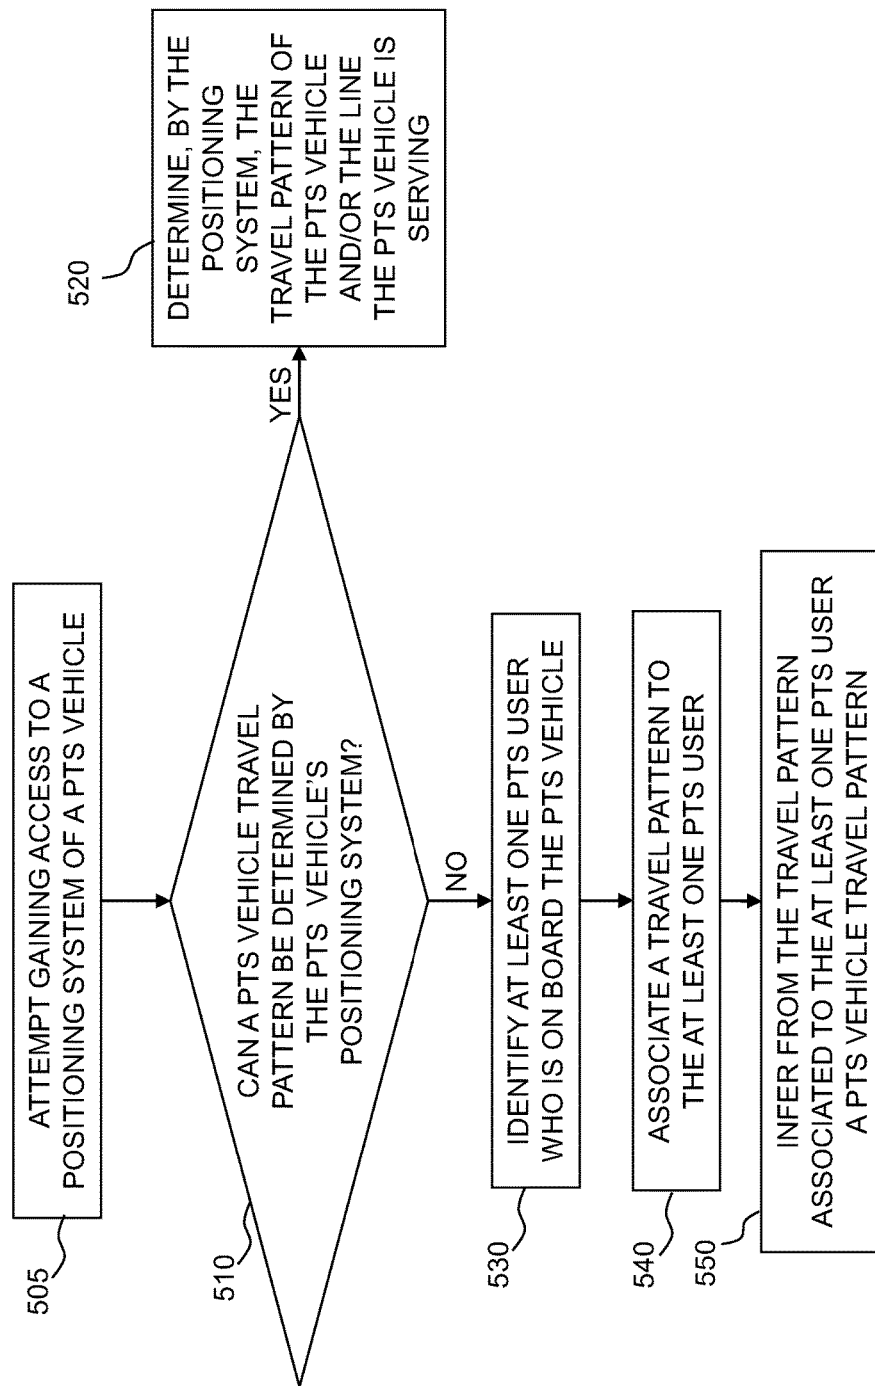 505
ATTEMPT GAINING ACCESS TO A
POSITIONING SYSTEM OF A PTS VEHICLE
510
CAN A PTS VEHICLE TRAVEL
PATTERN BE DETERMINED BY
THE PTS VEHICLE'S
POSITIONING SYSTEM?
YES
520
DETERMINE, BY THE
POSITIONING
SYSTEM, THE
TRAVEL PATTERN OF
THE PTS VEHICLE
AND/OR THE LINE
THE PTS VEHICLE IS
SERVING
NO
530
IDENTIFY AT LEAST ONE PTS USER
WHO IS ON BOARD THE PTS VEHICLE
540
ASSOCIATE A TRAVEL PATTERN TO
THE AT LEAST ONE PTS USER
550
INFER FROM THE TRAVEL PATTERN
ASSOCIATED TO THE AT LEAST ONE PTS USER
A PTS VEHICLE TRAVEL PATTERN